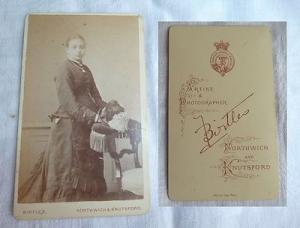 BIRTLES
NORTHWICH & KNUTSFORD.
ARTIST
&
PHOTOGRAPHER
Birtles
NORTHWICH
AND
KNUTSFORD